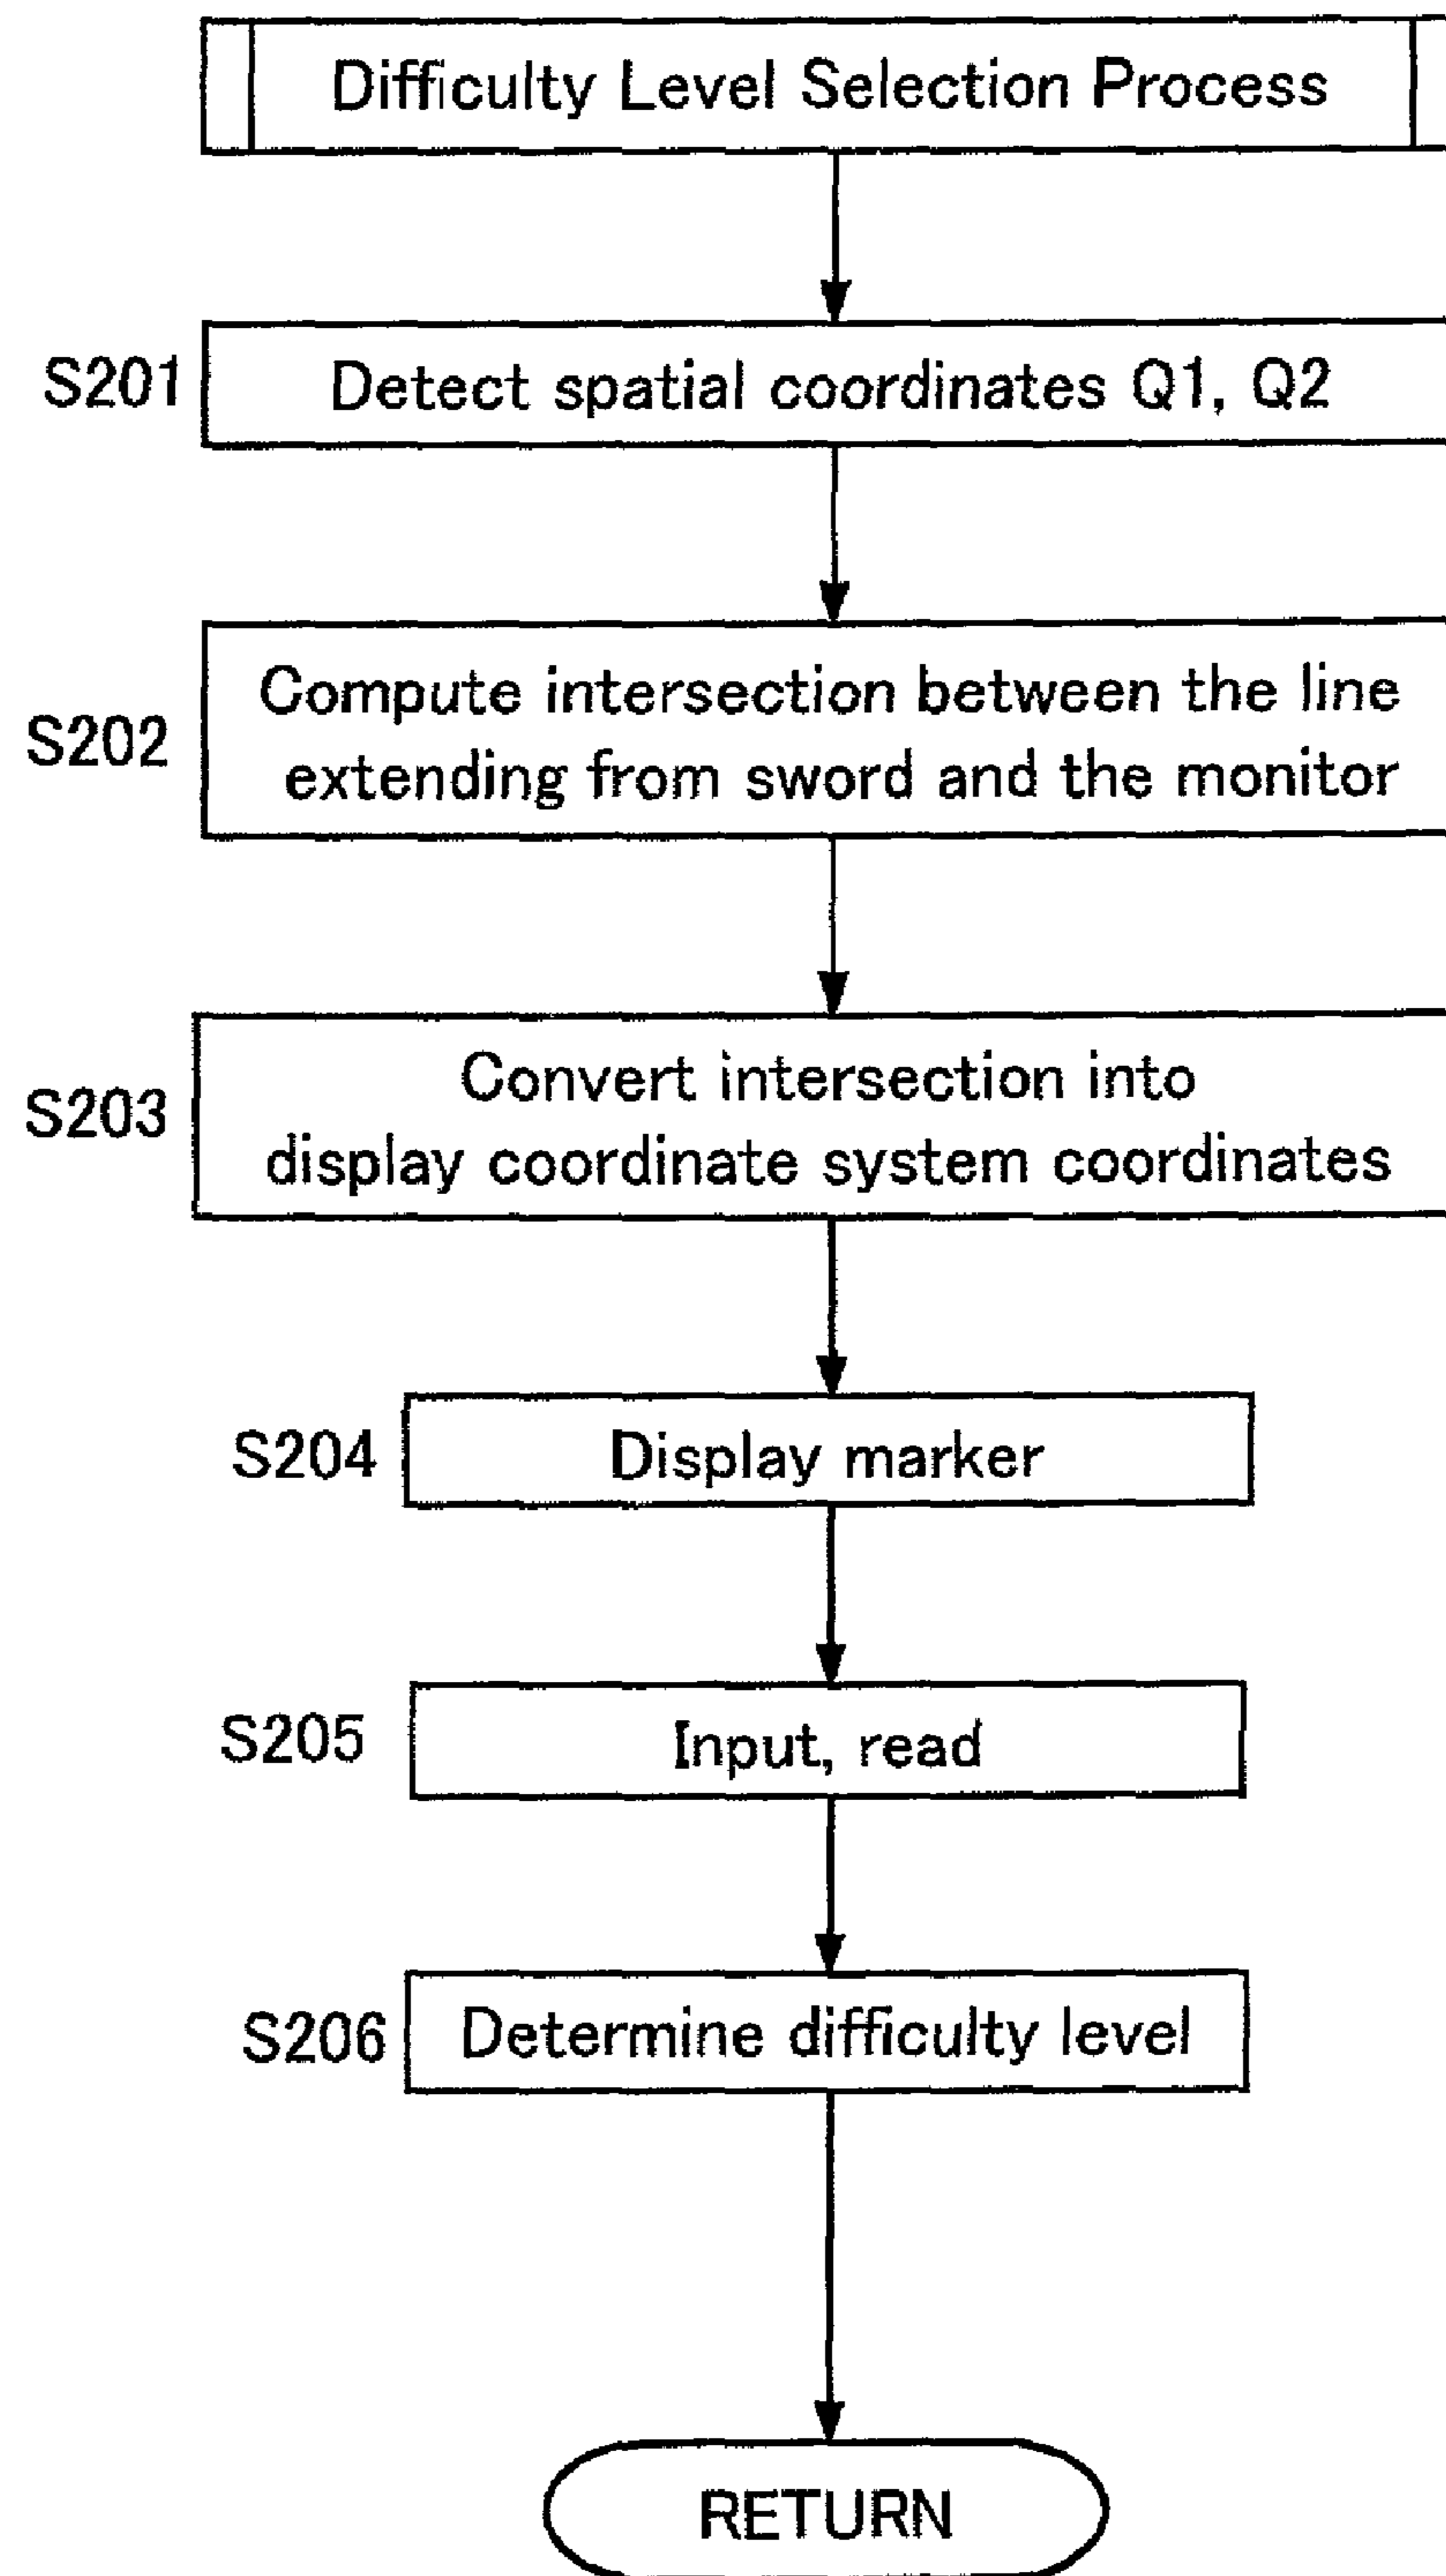 Difficulty Level Selection Process
S201
Detect spatial coordinates Q1, Q2
S202
Compute intersection between the line
extending from sword and the monitor
S203
Convert intersection into
display coordinate system coordinates
S204
Display marker
S205
Input, read
S206
Determine difficulty level
RETURN